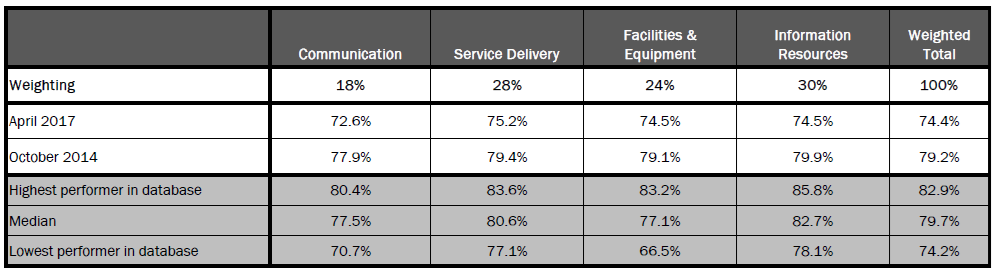 Communication Service Delivery Facilities & Equipment Information Resources Weighted Total
Weighting 18% 28% 24% 30% 100%
April 2017 72.6% 75.2% 74.5% 74.5% 74.4%
October 2014 77.9% 79.4% 79.1% 79.9% 79.2%
Highest performer in database 80.4% 83.6% 83.2% 85.8% 82.9%
Median 77.5% 80.6% 77.1% 82.7% 79.7%
Lowest performer in database 70.7% 77.1% 66.5% 78.1% 74.2%